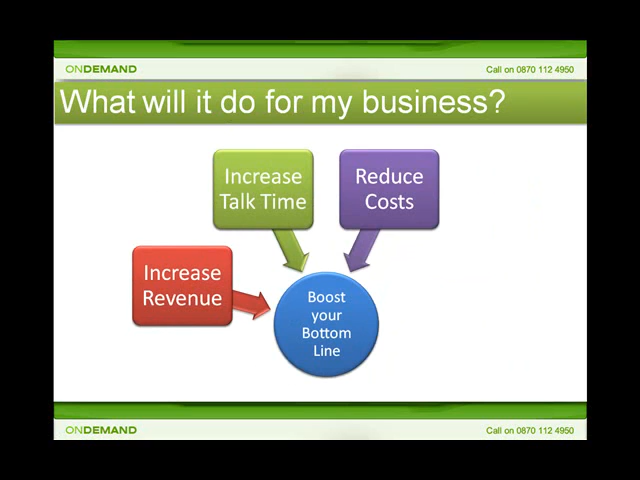 ONDEMAND
Call on 0870 112 4950
What will it do for my business?
Increase
Talk Time
Reduce
Costs
Increase
Revenue
Boost
your
Bottom
Line
ONDEMAND
Call on 0870 112 4950